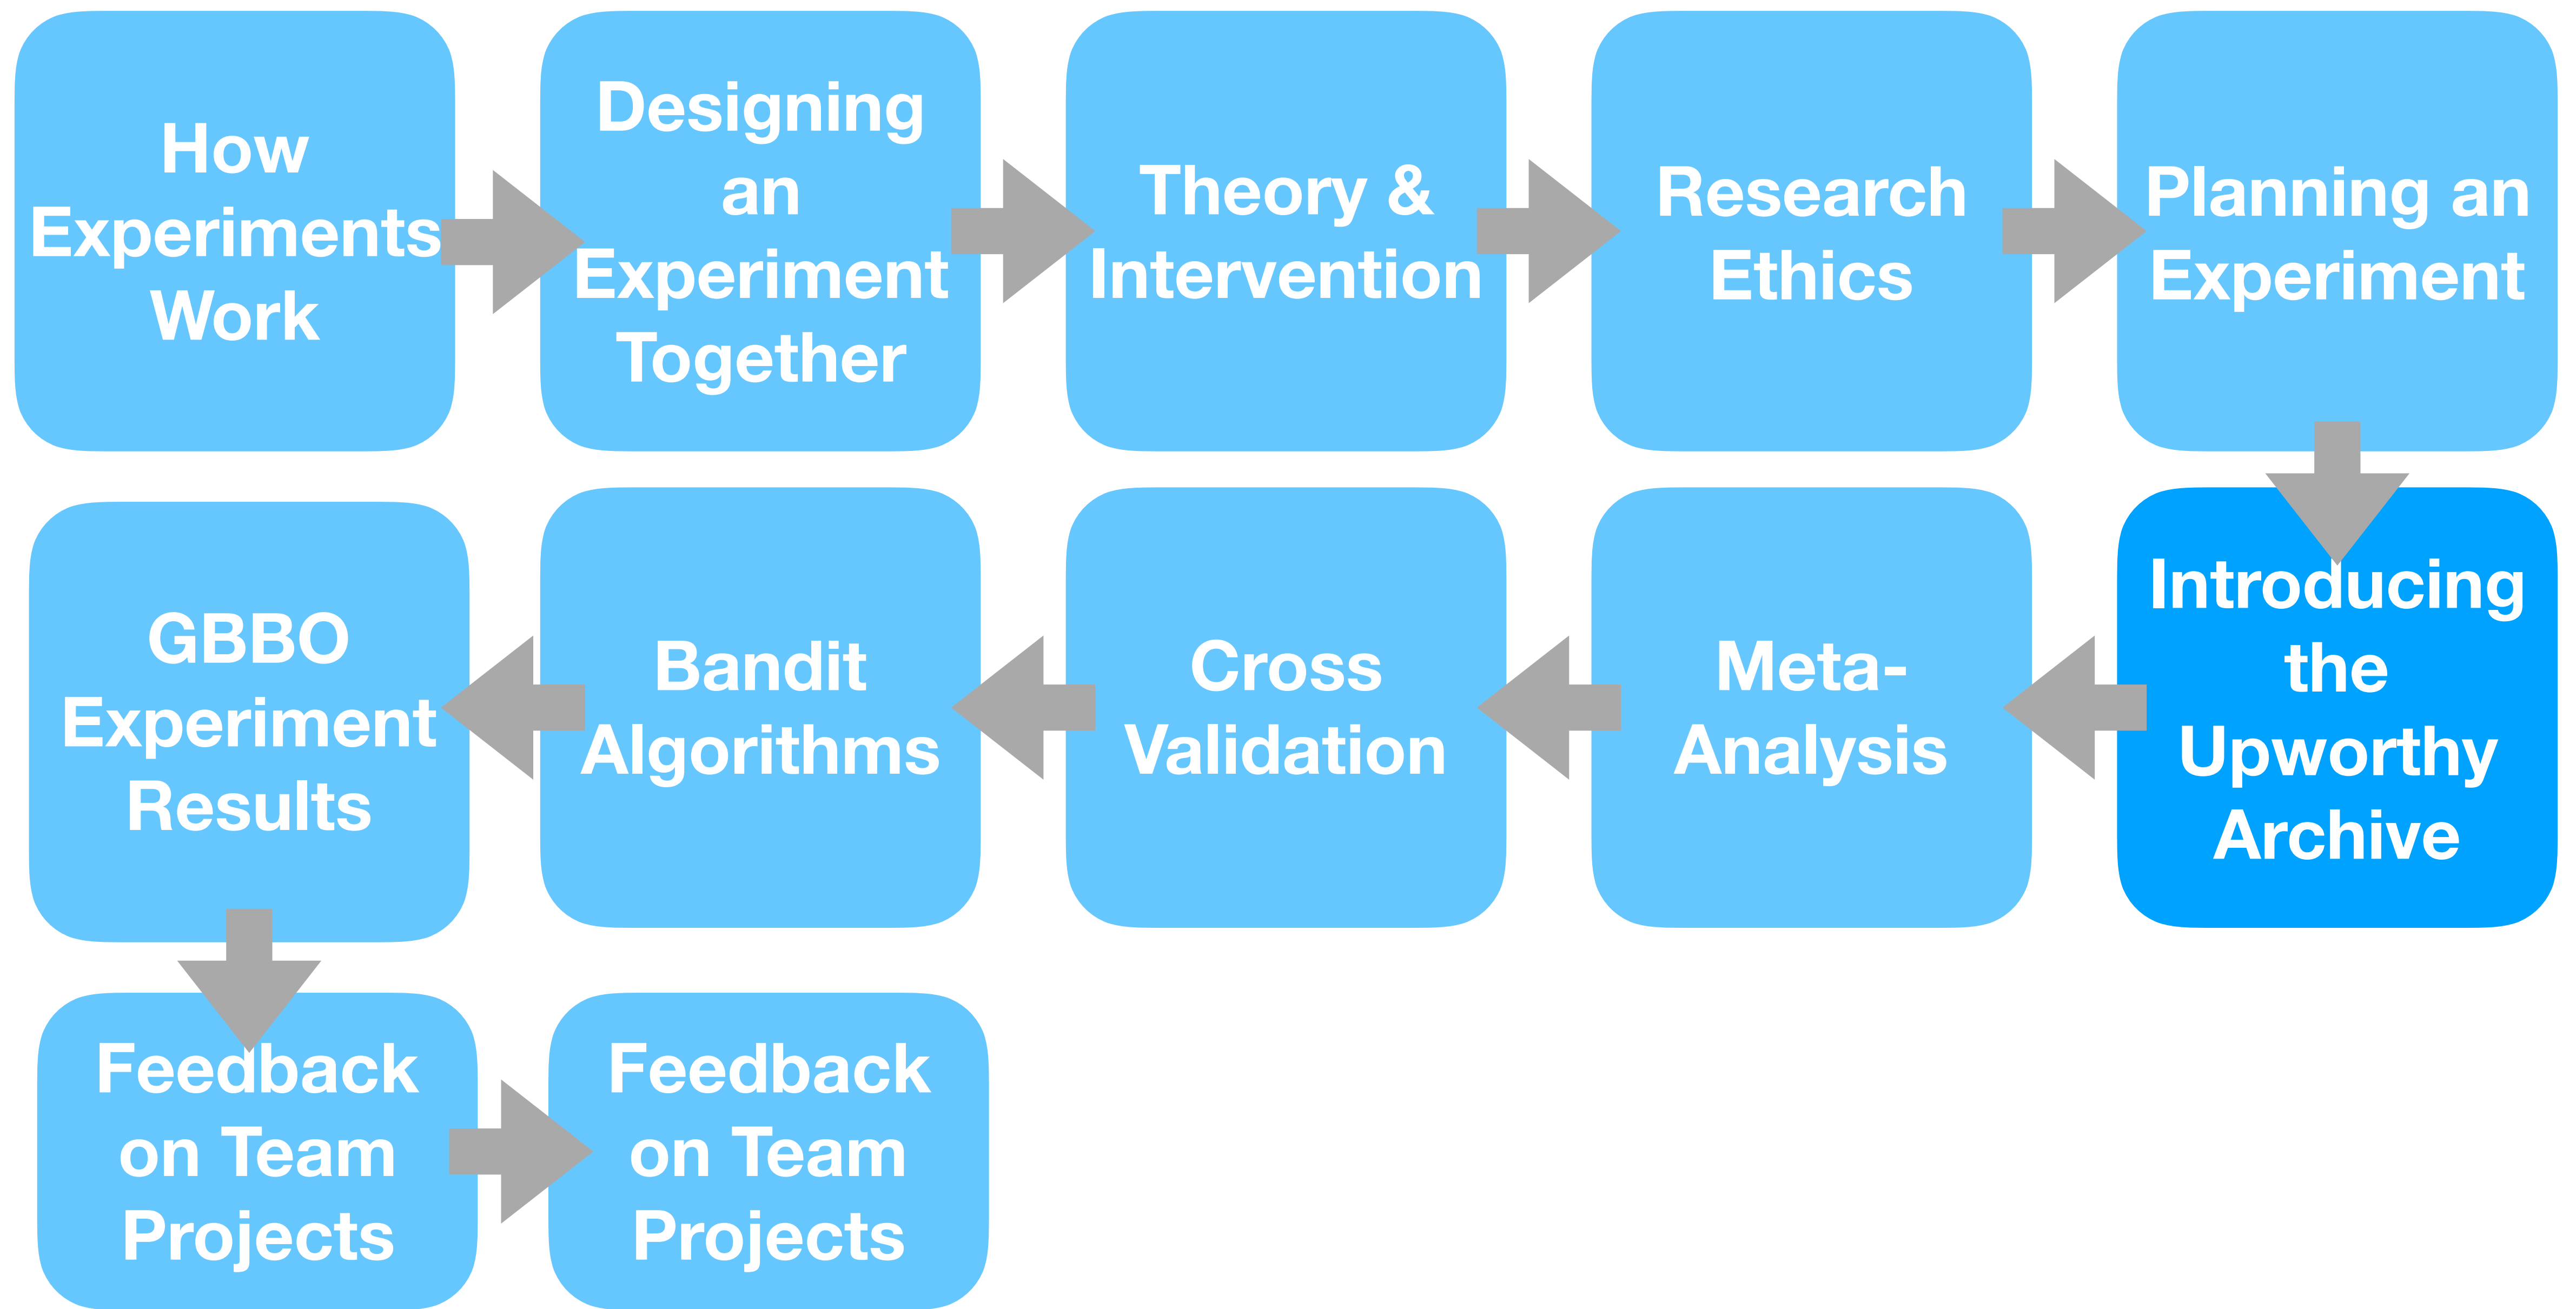 How
Experiments
Work
Designing
an
Experiment
Together
Theory &
Intervention
Research
Ethics
Planning an
Experiment
Introducing
the
Upworthy
Archive
Meta-
Analysis
Cross
Validation
Bandit
Algorithms
GBBO
Experiment
Results
Feedback
on Team
Projects
Feedback
on Team
Projects